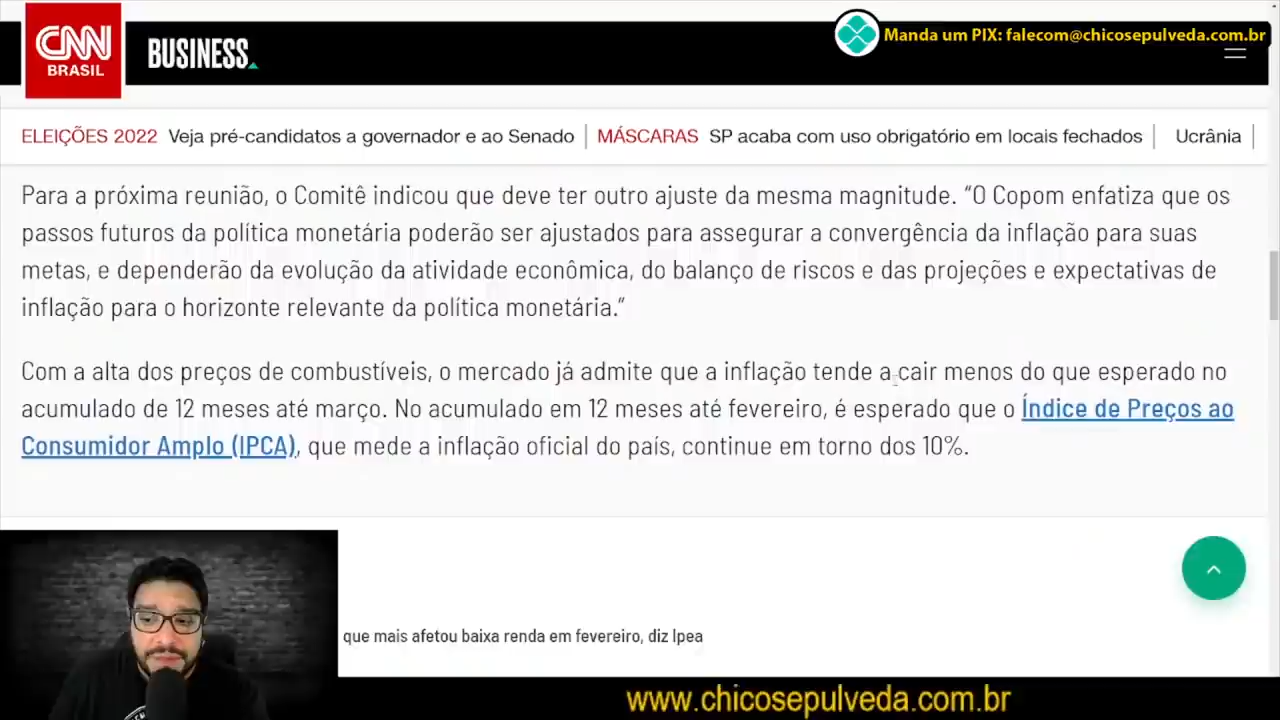 Manda um PIX: falecom@chicosepulveda.com.br
CNN
BRASIL
BUSINESS
ELEIÇÕES 2022 Veja pré-candidatos a governador e ao Senado | MÁSCARAS SP acaba com uso obrigatório em locais fechados | Ucrânia |
Para a próxima reunião, o Comitê indicou que deve ter outro ajuste da mesma magnitude. “O Copom enfatiza que os
passos futuros da política monetária poderão ser ajustados para assegurar a convergência da inflação para suas
metas, e dependerão da evolução da atividade econômica, do balanço de riscos e das projeções e expectativas de
inflação para o horizonte relevante da política monetária.“
Com a alta dos preços de combustíveis, o mercado já admite que a inflação tende a cair menos do que esperado no
acumulado de 12 meses até março. No acumulado em 12 meses até fevereiro, é esperado que o Índice de Preços ao
Consumidor Amplo (IPCA), que mede a inflação oficial do país, continue em torno dos 10%.
que mais afetou baixa renda em fevereiro, diz Ipea
www.chicosepulveda.com.br